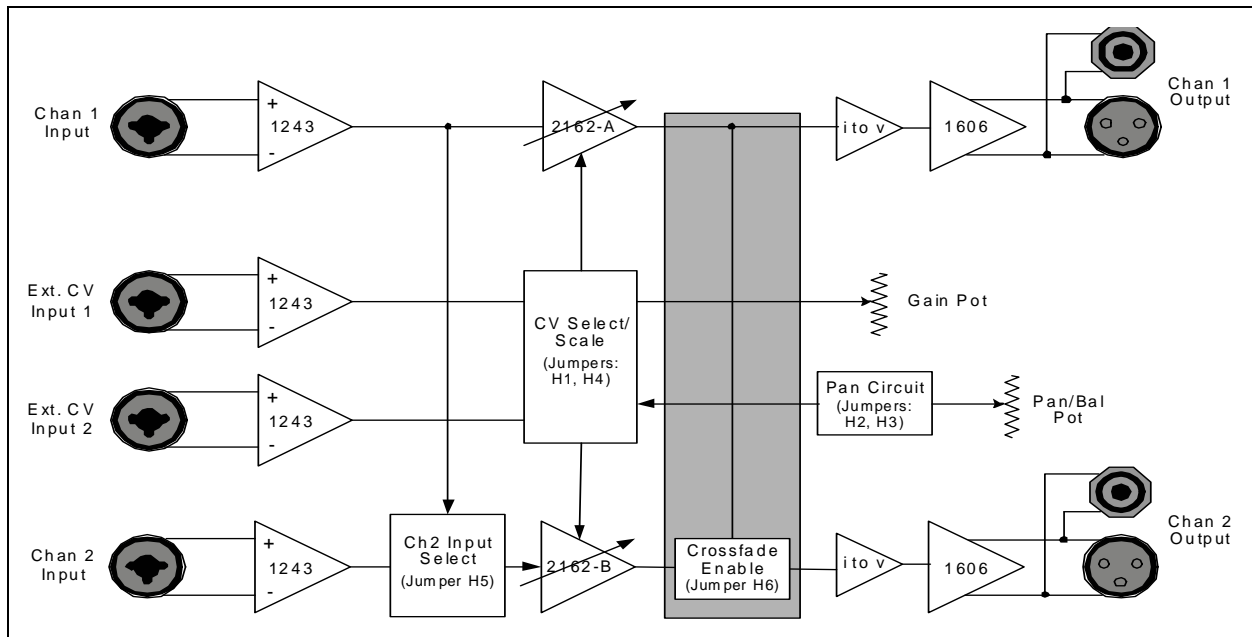 Chan 1
Input
+
1243
-
2162-A
i to v
1606
Chan 1
Output
Ext. CV
Input 1
+
1243
-
CV Select/
Scale
(Jumpers:
H1, H4)
Gain Pot
Ext. CV
Input 2
+
1243
-
Pan Circuit
(Jumpers:
H2, H3)
Pan/Bal
Pot
Chan 2
Input
+
1243
-
Ch2 Input
Select
(Jumper H5)
2162-B
Crossfade
Enable
(Jumper H6)
i to v
1606
Chan 2
Output